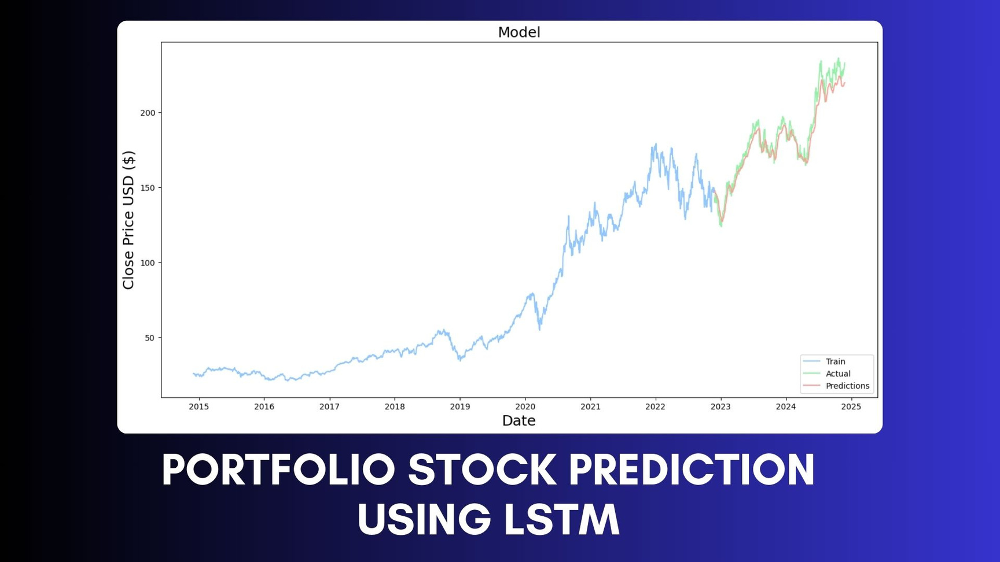 Model
Close Price USD ($)
200
150
100
50
2015 2016 2017 2018 2019 2020 2021 2022 2023 2024 2025
Date
Train
Actual
Predictions
PORTFOLIO STOCK PREDICTION
USING LSTM